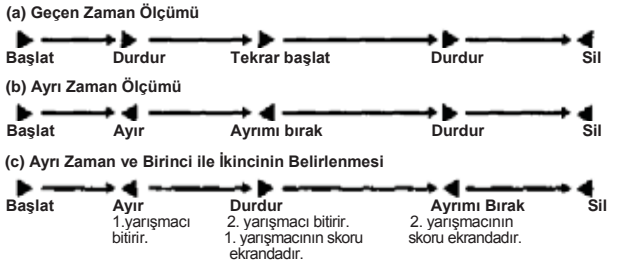 (a) Geçen Zaman Ölçümü
Başlat Durdur Tekrar başlat Durdur Sil
(b) Ayrı Zaman Ölçümü
Başlat Ayır Ayrımı bırak Durdur Sil
(c) Ayrı Zaman ve Birinci ile İkincinin Belirlenmesi
Başlat Ayır Durdur Ayrımı Bırak Sil
1.yarışmacı 2. yarışmacı bitirir. 2. yarışmacının
bitirir. 1. yarışmacının skoru skoru ekrandadır.
ekrandadır.